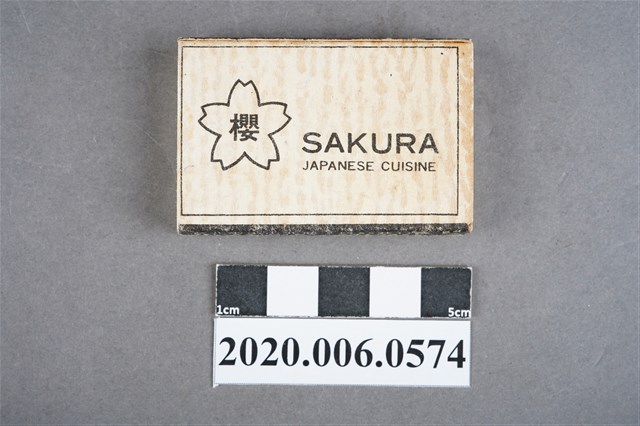 櫻
SAKURA
JAPANESE CUISINE
1cm
5cm
2020.006.0574